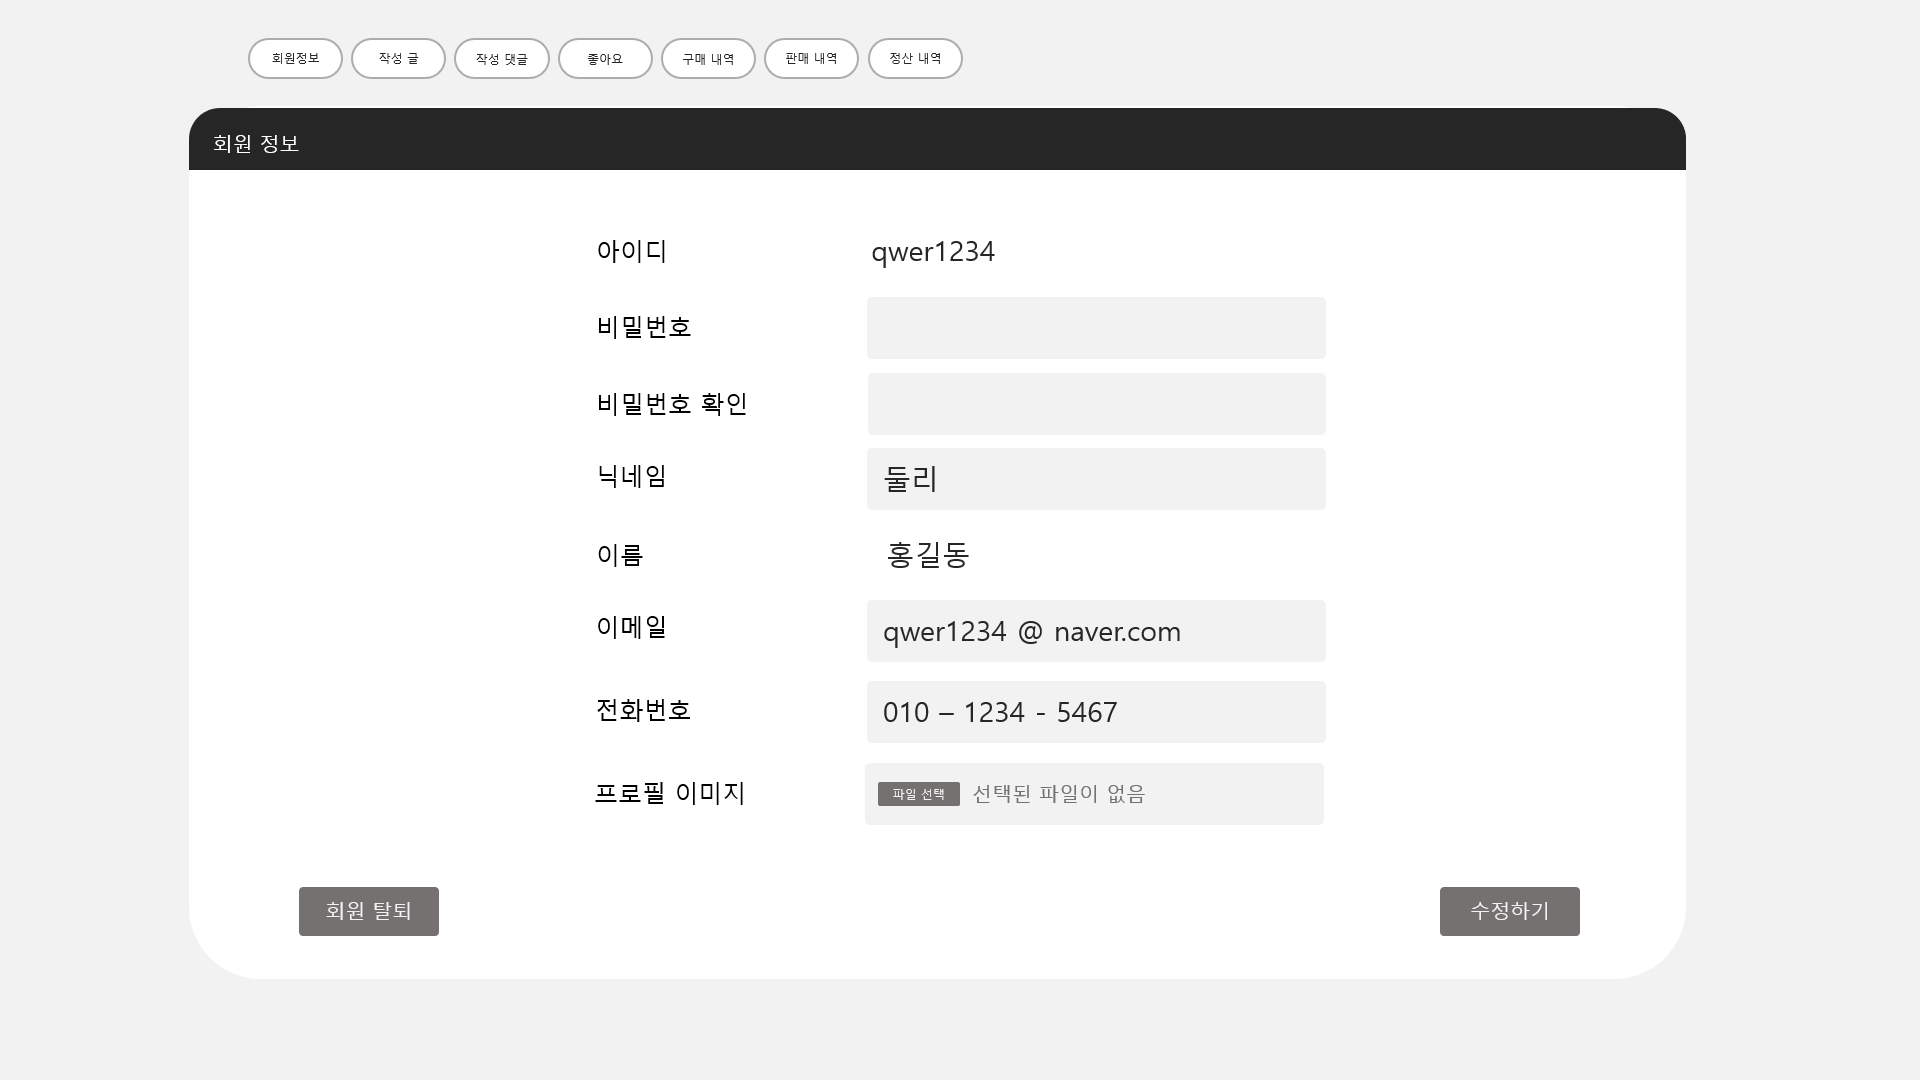 회원정보 작성 글 작성 댓글 좋아요 구매 내역 판매 내역 정산 내역
회원 정보
아이디 qwer1234
비밀번호
비밀번호 확인
닉네임 둘리
이름 홍길동
이메일 qwer1234 @ naver.com
전화번호 010 – 1234 - 5467
프로필 이미지 파일 선택 선택된 파일이 없음
회원 탈퇴 수정하기